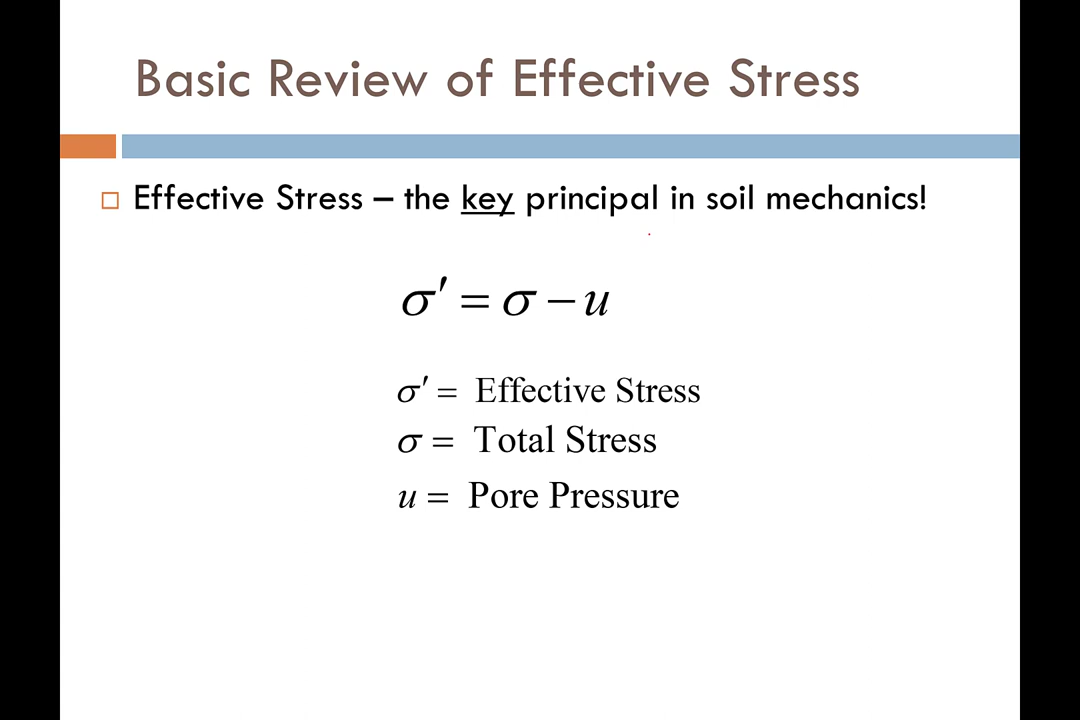 Basic Review of Effective Stress
Effective Stress – the key principal in soil mechanics!
σ′ = σ − u
σ′ = Effective Stress
σ = Total Stress
u = Pore Pressure